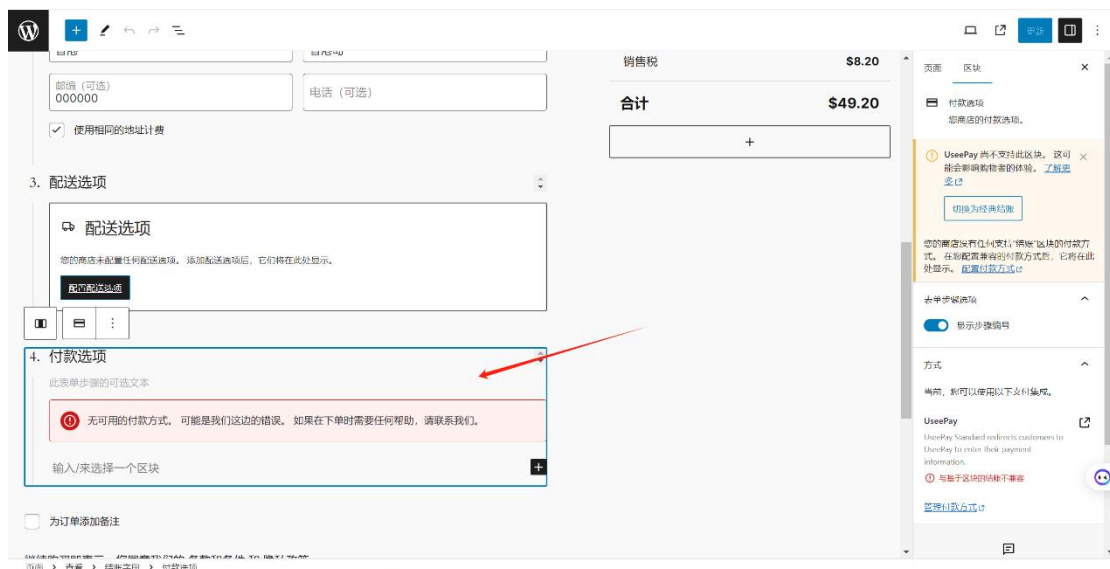 更新
邮编（可选）
000000
电话（可选）
使用相同的地址计费
3. 配送选项
配送选项
您的商店未配置任何配送选项。 添加配送选项后，它们将在此处显示。
配置配送选项
4. 付款选项
此表单步骤的可选文本
无可用的付款方式。 可能是我们这边的错误。 如果在下单时需要任何帮助，请联系我们。
输入/来选择一个区块
为订单添加备注
销售税 $8.20
合计 $49.20
页面 区块
付款选项
您商店的付款选项。
UseePay 尚不支持此区块。 这可
能会影响购物者的体验。 了解更
多
切换为经典结账
您的商店没有任何支持“结账”区块的付款方
式。 在您配置兼容的付款方式后，它将在此
处显示。 配置付款方式
表单步骤选项
显示步骤编号
方式
当前，您可以使用以下支付集成。
UseePay
UseePay Standard redirects customers to
UseePay to enter their payment
information.
与基于区块的结账不兼容
管理付款方式